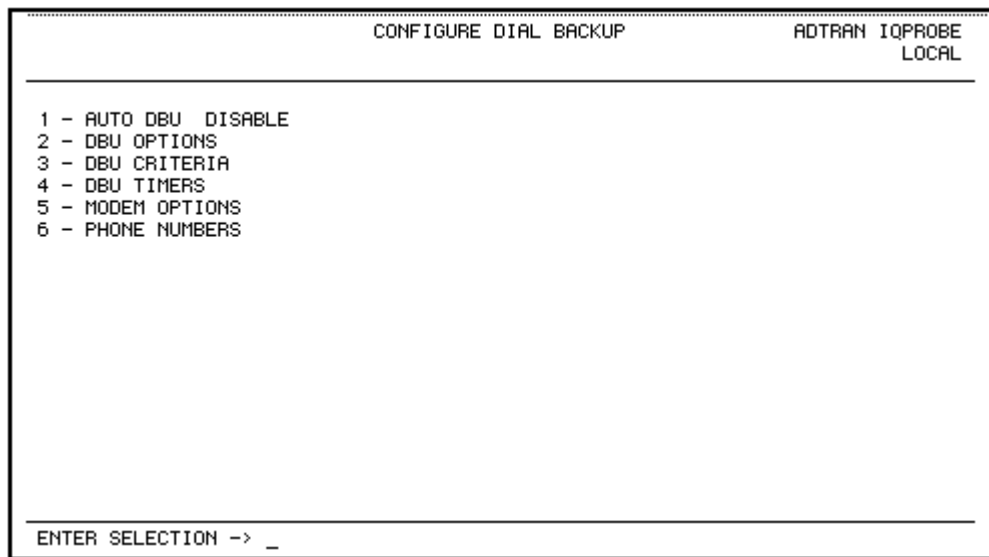 CONFIGURE DIAL BACKUP ADTRAN IQPROBE
LOCAL
1 - AUTO DBU DISABLE
2 - DBU OPTIONS
3 - DBU CRITERIA
4 - DBU TIMERS
5 - MODEM OPTIONS
6 - PHONE NUMBERS
ENTER SELECTION -> _